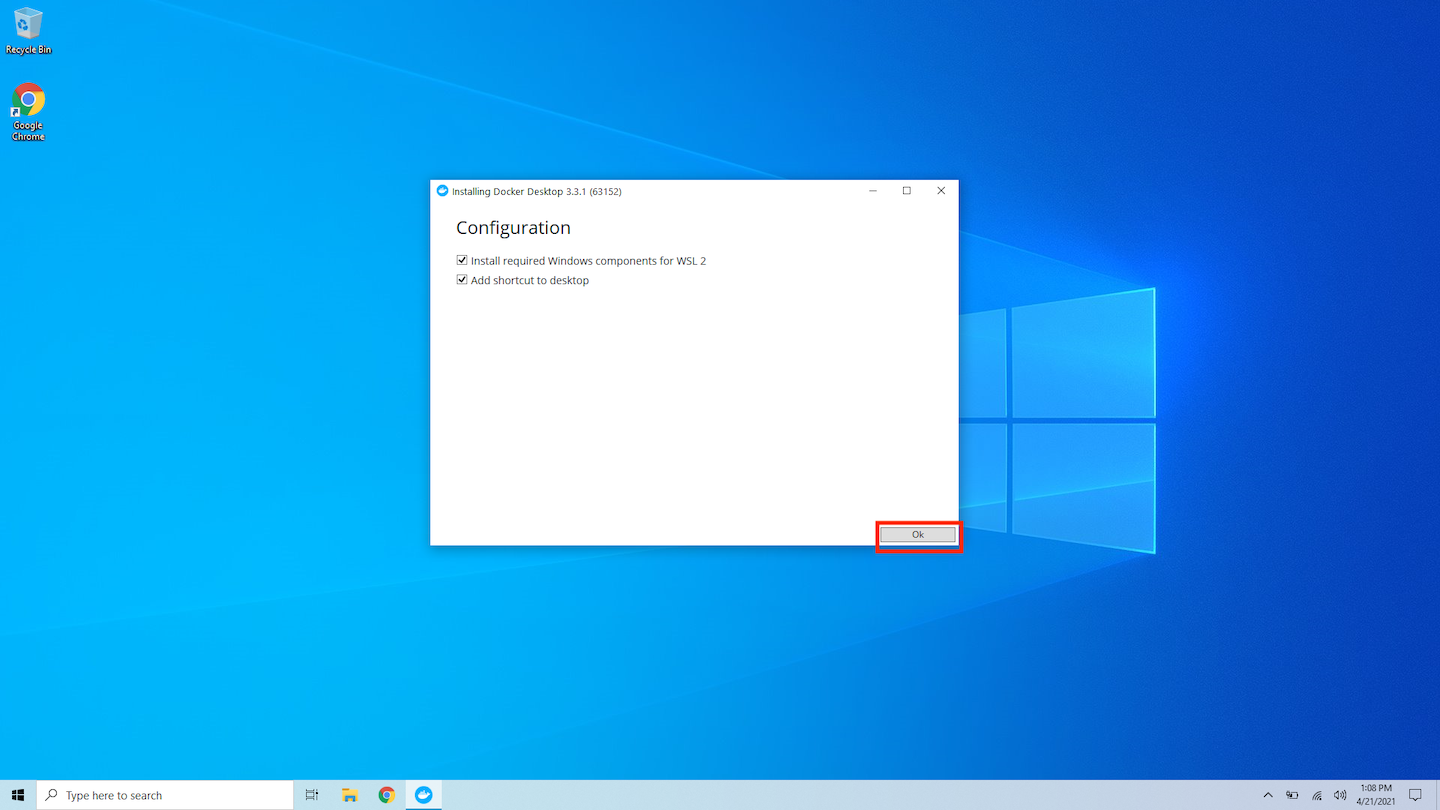 Recycle Bin
Google
Chrome
Installing Docker Desktop 3.3.1 (63152)
Configuration
Install required Windows components for WSL 2
Add shortcut to desktop
Ok
Type here to search
1:08 PM
4/21/2021